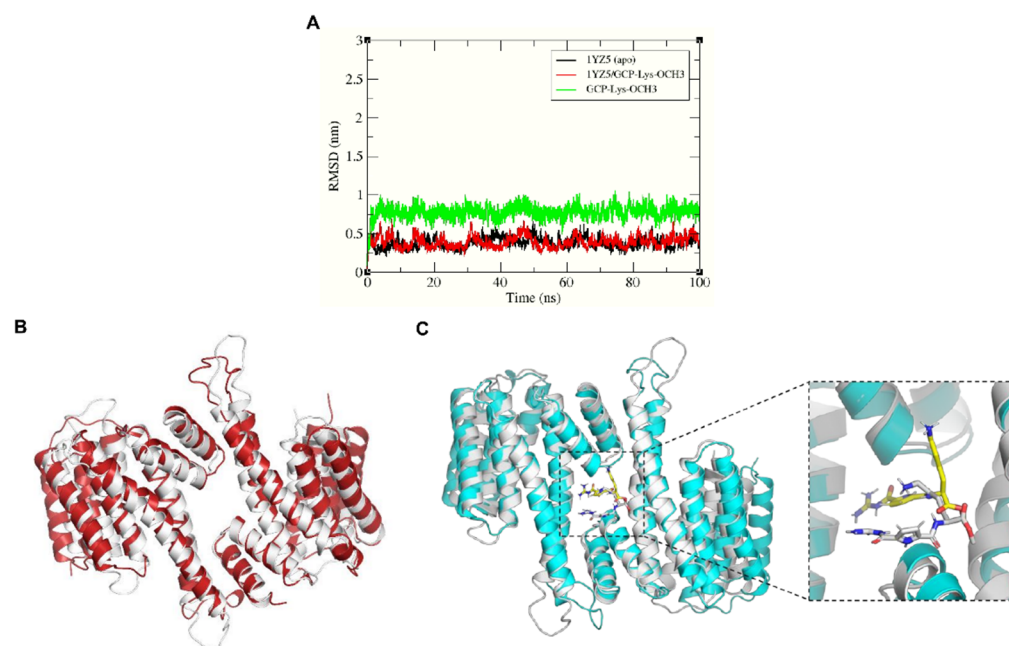 A
3
2.5
2
1.5
1
0.5
0
RMSD (nm)
1YZ5 (apo)
1YZ5/GCP-Lys-OCH3
GCP-Lys-OCH3
0 20 40 60 80 100
Time (ns)
B
C